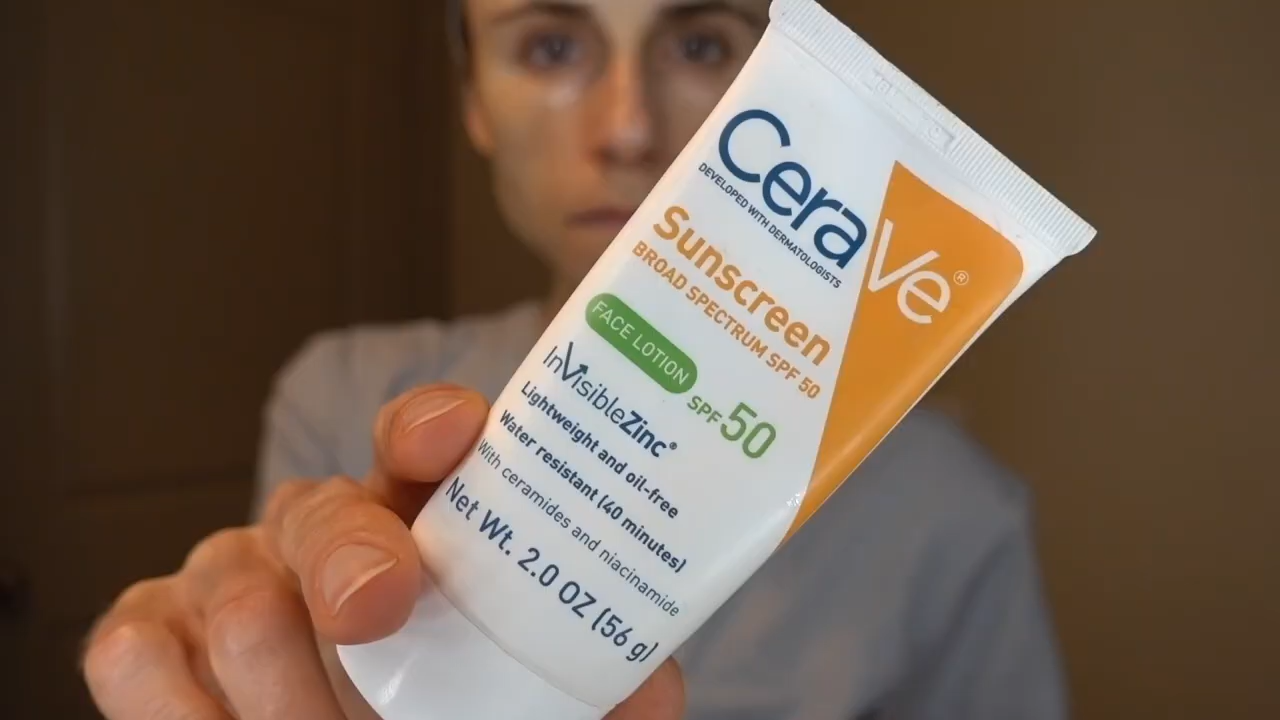 CeraVe®
DEVELOPED WITH DERMATOLOGISTS
Sunscreen
BROAD SPECTRUM SPF 50
FACE LOTION
SPF 50
InVisibleZinc®
Lightweight and oil-free
Water resistant (40 minutes)
With ceramides and niacinamide
Net Wt. 2.0 OZ (56 g)